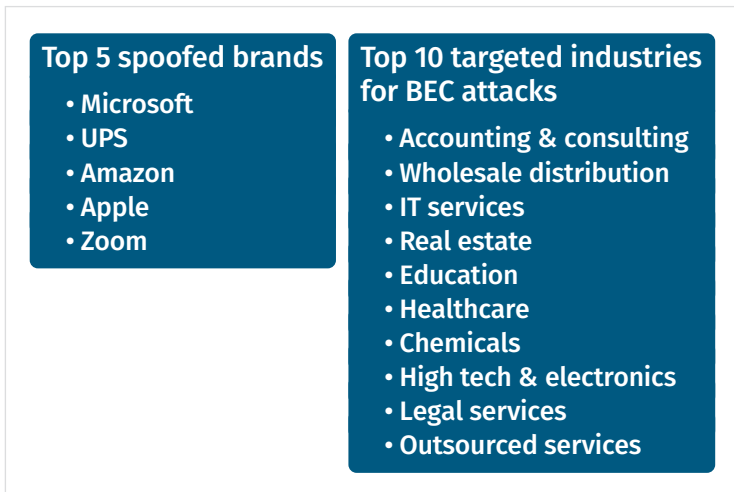 Top 5 spoofed brands
• Microsoft
• UPS
• Amazon
• Apple
• Zoom
Top 10 targeted industries
for BEC attacks
• Accounting & consulting
• Wholesale distribution
• IT services
• Real estate
• Education
• Healthcare
• Chemicals
• High tech & electronics
• Legal services
• Outsourced services